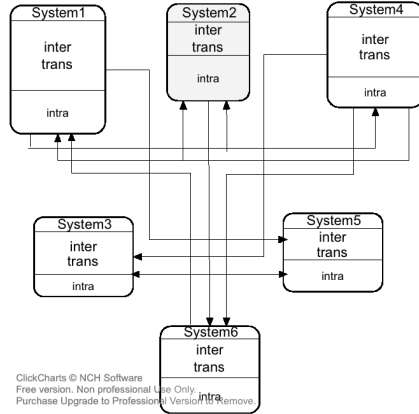 System1
inter
trans
intra
System2
inter
trans
intra
System4
inter
trans
intra
System3
inter
trans
intra
System5
inter
trans
intra
System6
inter
trans
intra
ClickCharts © NCH Software
Free version. Non professional Use Only.
Purchase Upgrade to Professional Version to Remove.